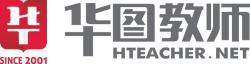 HT
华图教师
HTEACHER.NET
SINCE 2001